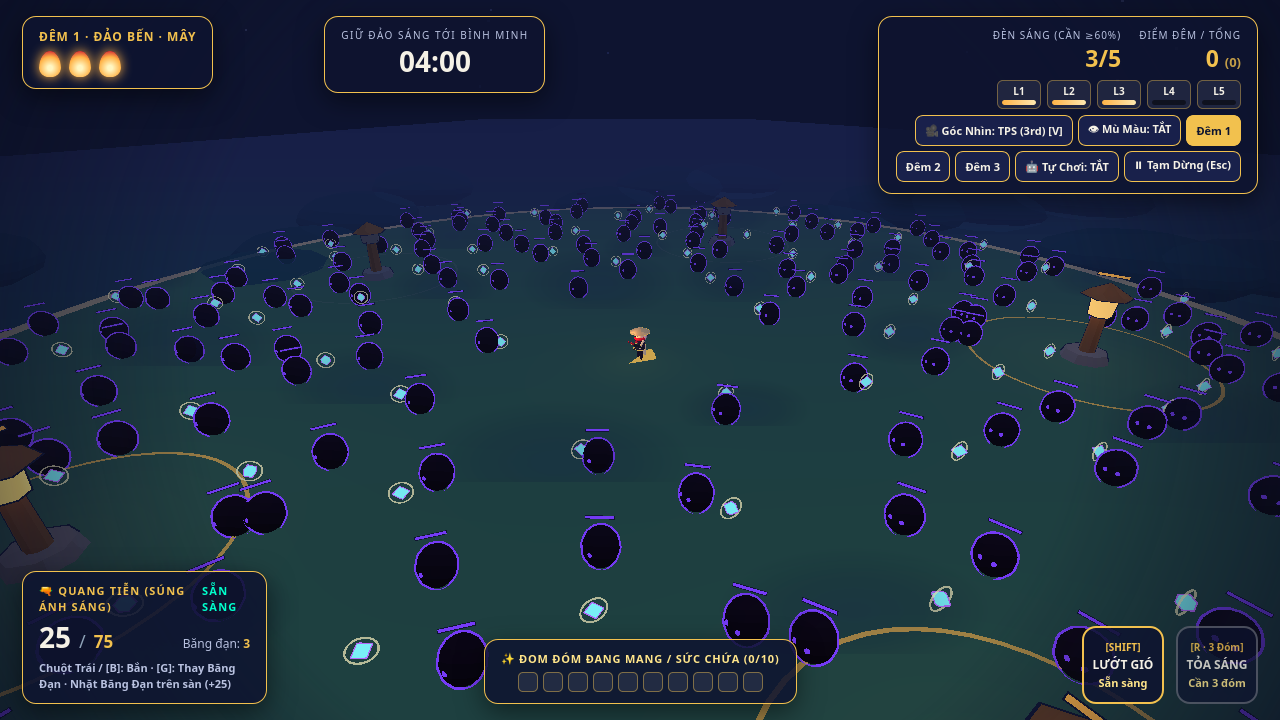 ĐÊM 1 · ĐẢO BẾN · MÂY
GIỮ ĐẢO SÁNG TỚI BÌNH MINH
04:00
ĐÈN SÁNG (CẦN ≥60%)
3/5
ĐIỂM ĐÊM / TỔNG
0 (0)
L1
L2
L3
L4
L5
🎥 Góc Nhìn: TPS (3rd) [V]
👁 Mù Màu: TẮT
Đêm 1
Đêm 2
Đêm 3
🤖 Tự Chơi: TẮT
⏸ Tạm Dừng (Esc)
🔫 QUANG TIỄN (SÚNG
ÁNH SÁNG)
SẴN
SÀNG
25 / 75
Băng đạn: 3
Chuột Trái / [B]: Bắn · [G]: Thay Băng
Đạn · Nhặt Băng Đạn trên sàn (+25)
✨ ĐOM ĐÓM ĐANG MANG / SỨC CHỨA (0/10)
[SHIFT]
LƯỚT GIÓ
Sẵn sàng
[R · 3 Đóm]
TỎA SÁNG
Cần 3 đóm